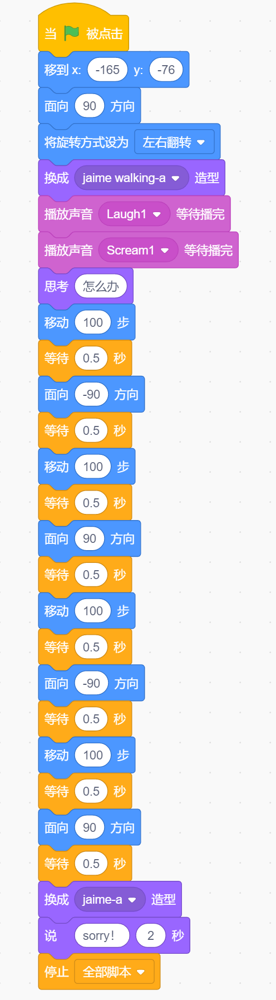 当 被点击
移到 x: -165 y: -76
面向 90 方向
将旋转方式设为 左右翻转
换成 jaime walking-a 造型
播放声音 Laugh1 等待播完
播放声音 Scream1 等待播完
思考 怎么办
移动 100 步
等待 0.5 秒
面向 -90 方向
等待 0.5 秒
移动 100 步
等待 0.5 秒
面向 90 方向
等待 0.5 秒
移动 100 步
等待 0.5 秒
面向 -90 方向
等待 0.5 秒
移动 100 步
等待 0.5 秒
面向 90 方向
等待 0.5 秒
换成 jaime-a 造型
说 sorry! 2 秒
停止 全部脚本